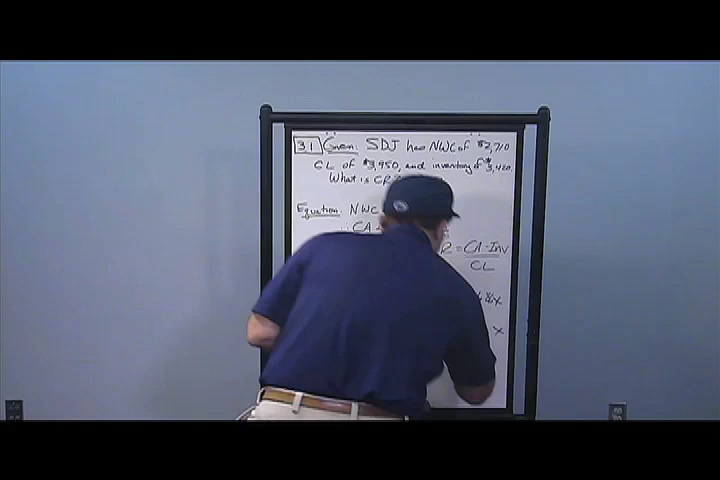 3.1 Given: SDJ has NWC of $2,710
CL of $3,950, and inventory of $3,420.
What is CR?
Equation: NWC
CA
= CA-Inv
CL
x
x